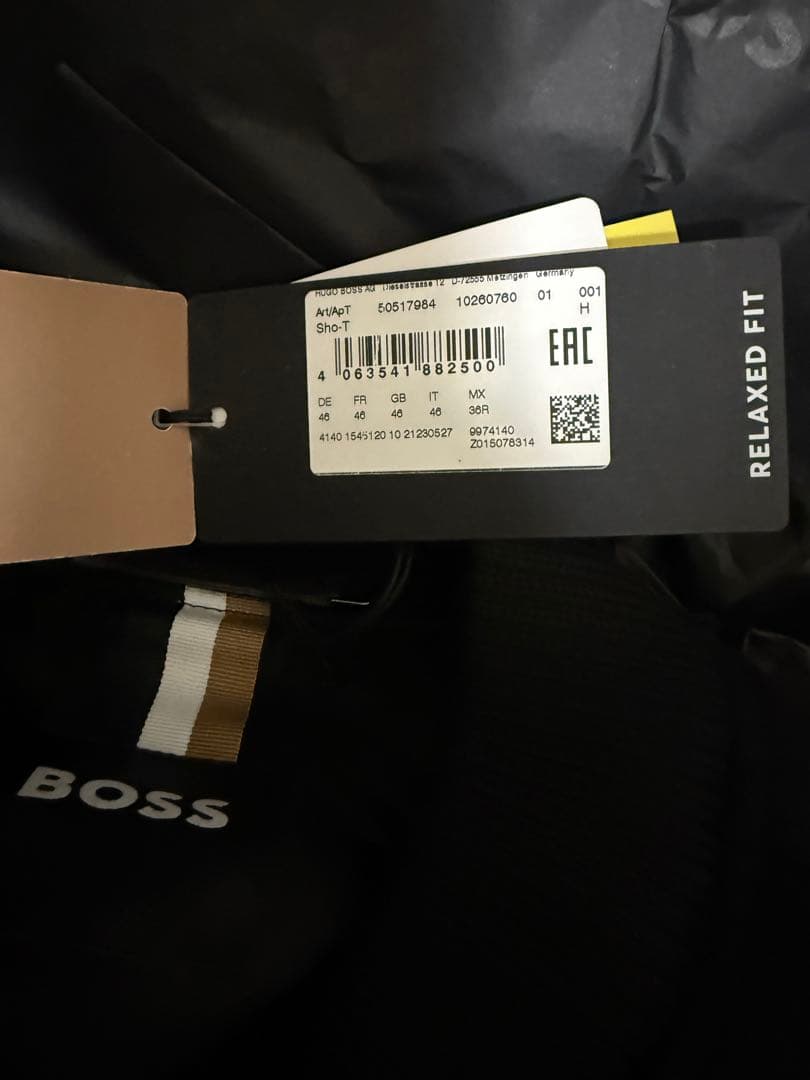 HUGO BOSS AG Dieselstrasse 12 D-72555 Metzingen Germany
Art/ApT 50517984 10260760 01 001
Sho-T H
EAC
4 063541 882500
DE FR GB IT MX
46 46 46 46 36R
4140 1545120 10 21230527 9974140
Z015078314
RELAXED FIT
BOSS